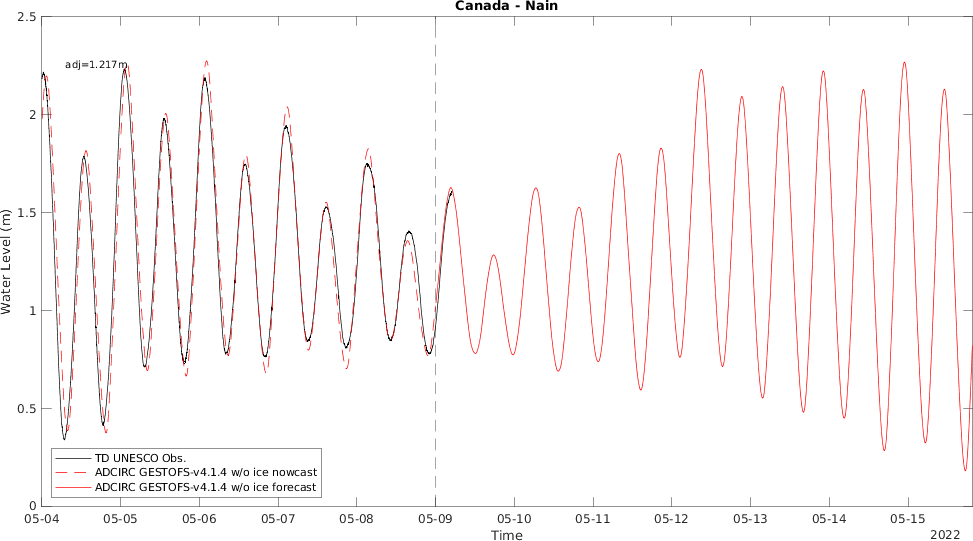 Canada - Nain
adj=1.217m
2.5
2
1.5
1
0.5
0
Water Level (m)
TD UNESCO Obs.
ADCIRC GESTOFS-v4.1.4 w/o ice nowcast
ADCIRC GESTOFS-v4.1.4 w/o ice forecast
05-04 05-05 05-06 05-07 05-08 05-09 05-10 05-11 05-12 05-13 05-14 05-15
Time
2022